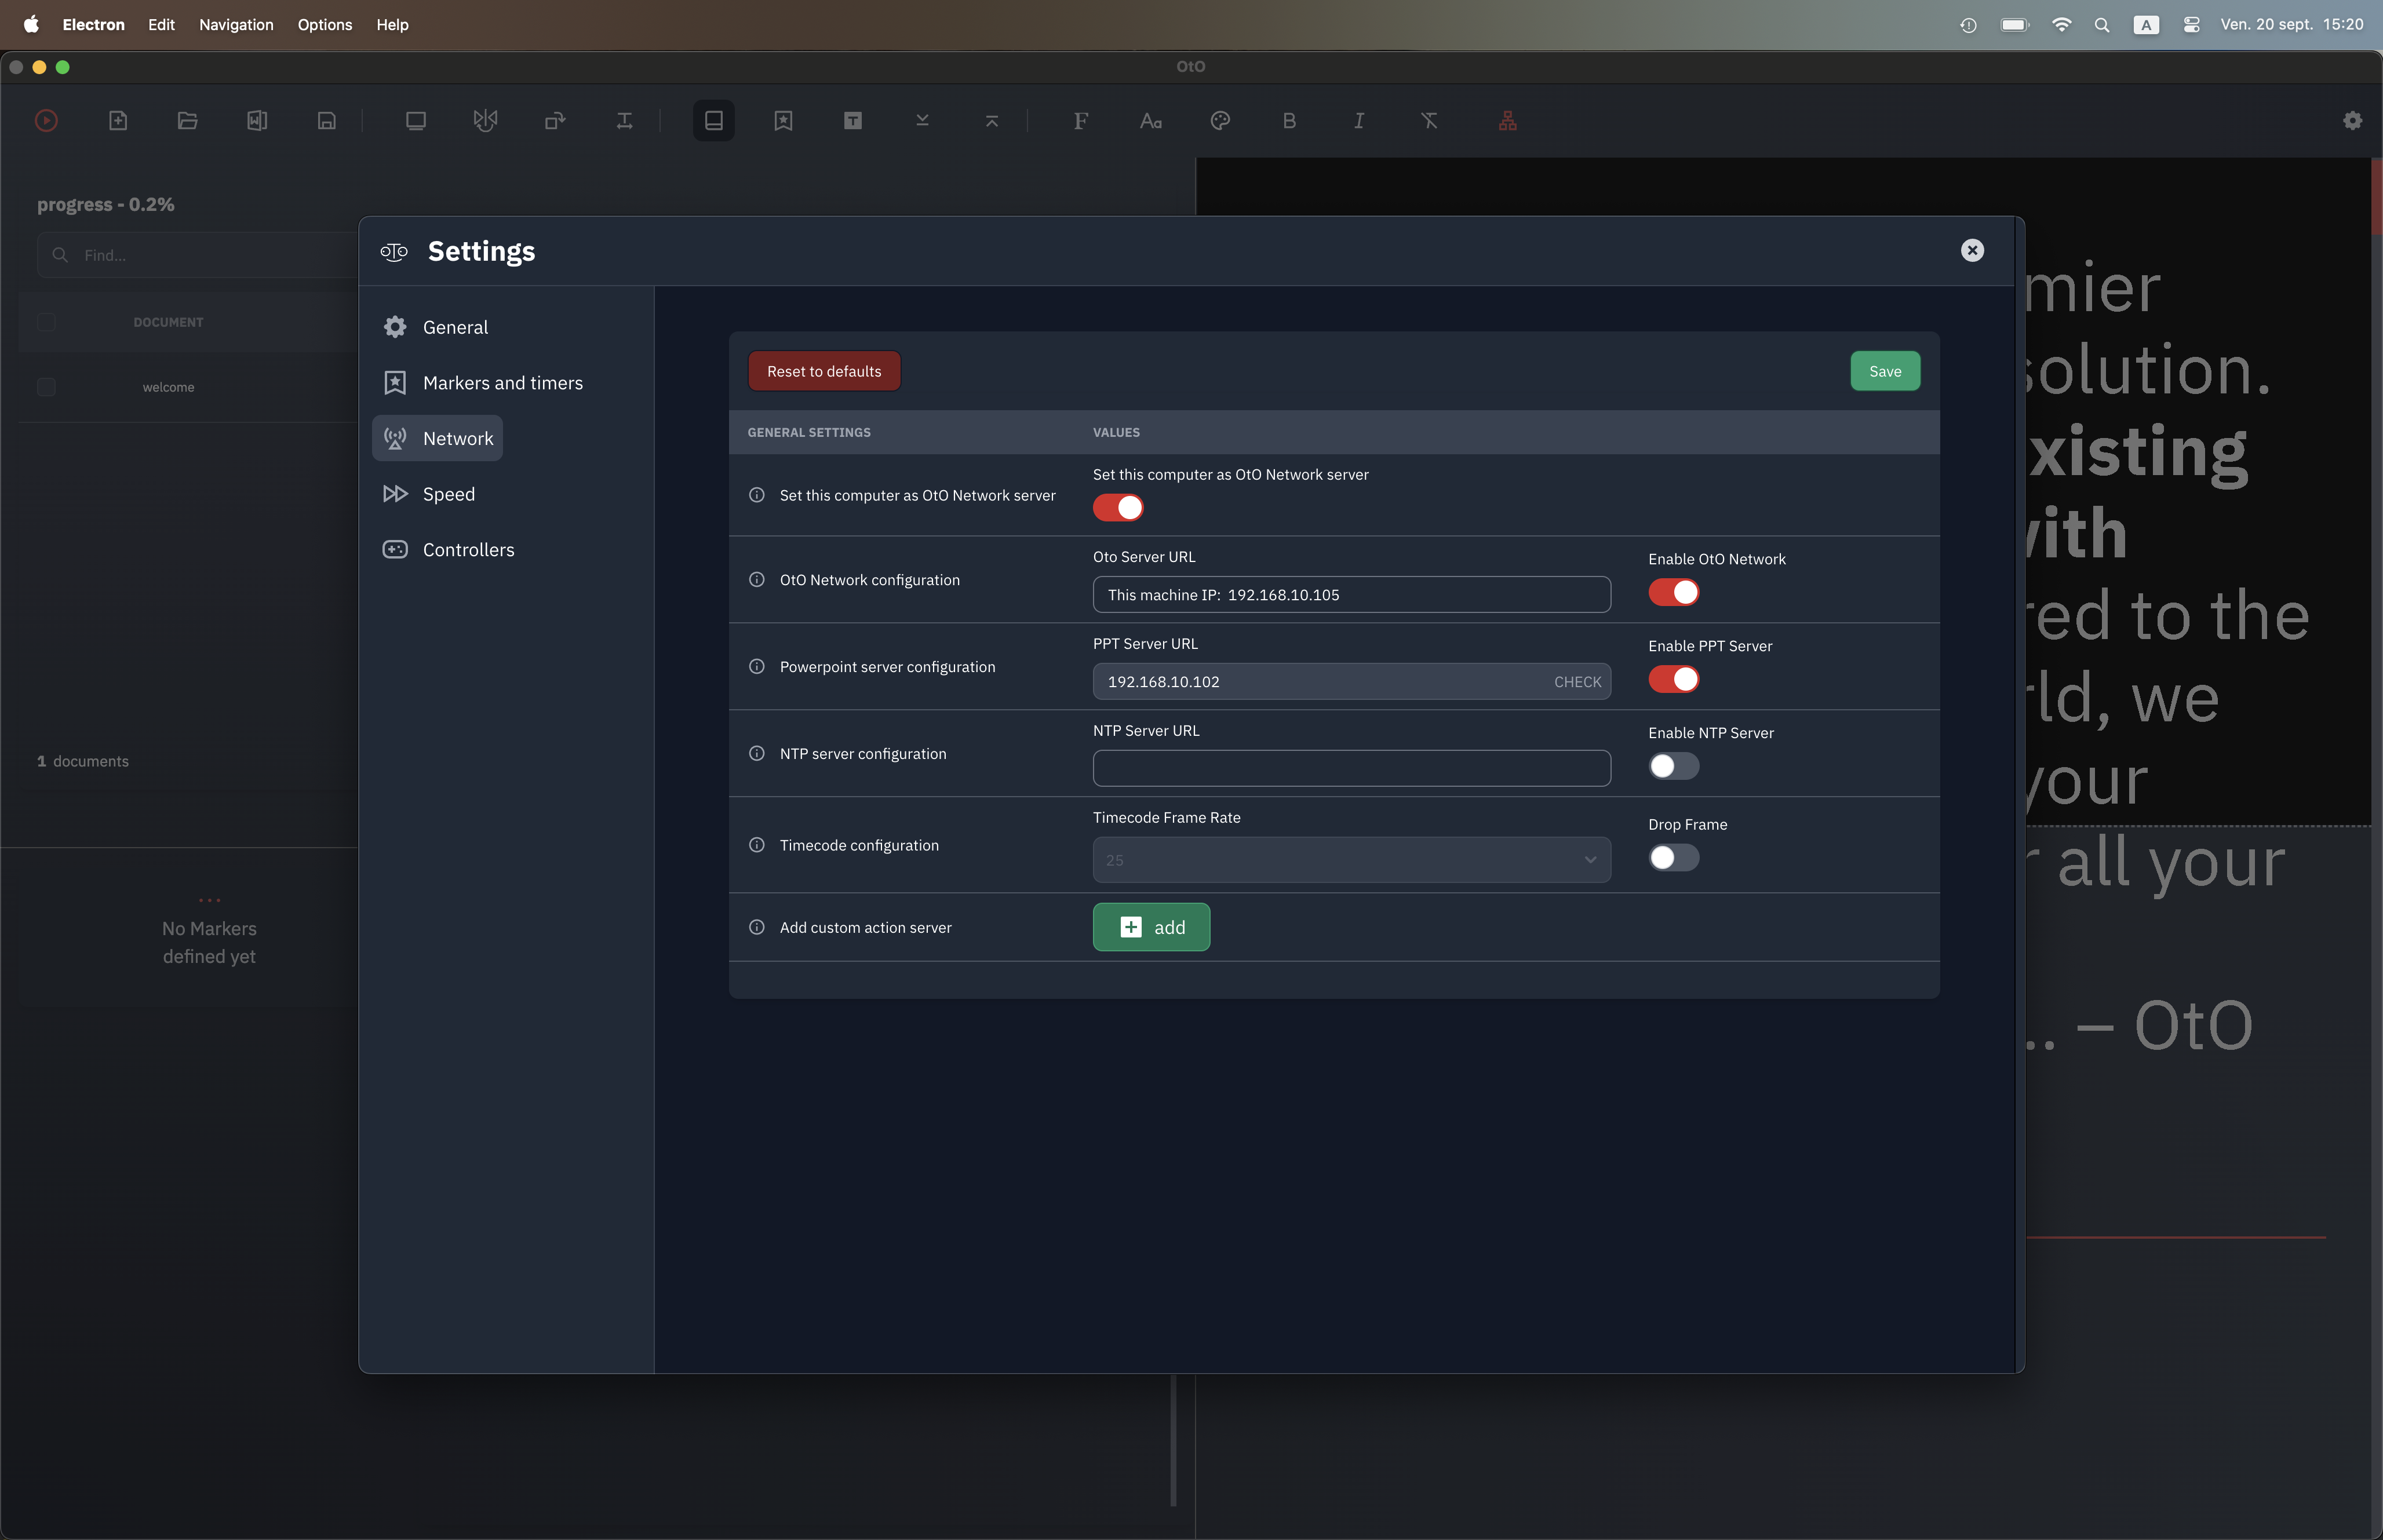 Electron Edit Navigation Options Help
A Ven. 20 sept. 15:20
OtO
progress - 0.2%
Find...
DOCUMENT
welcome
1 documents
...
No Markers
defined yet
Settings
General
Markers and timers
Network
Speed
Controllers
Reset to defaults
Save
GENERAL SETTINGS VALUES
Set this computer as OtO Network server
Set this computer as OtO Network server
OtO Network configuration
Oto Server URL
This machine IP: 192.168.10.105
Enable OtO Network
Powerpoint server configuration
PPT Server URL
192.168.10.102 CHECK
Enable PPT Server
NTP server configuration
NTP Server URL
Enable NTP Server
Timecode configuration
Timecode Frame Rate
25
Drop Frame
Add custom action server
add
mier
solution.
xisting
with
red to the
rld, we
your
r all your
.. – OtO